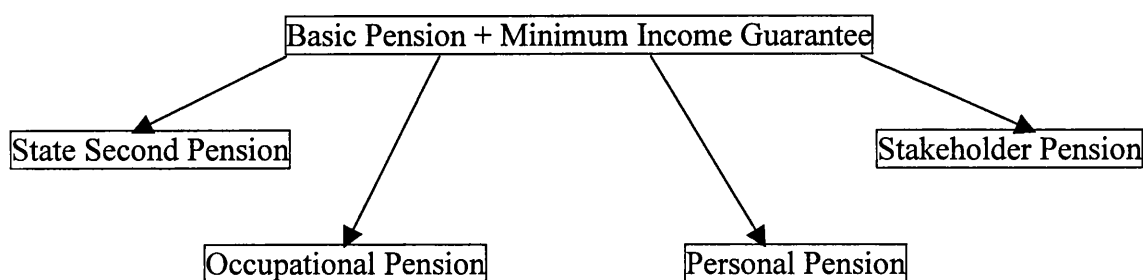 Basic Pension + Minimum Income Guarantee
State Second Pension
Stakeholder Pension
Occupational Pension
Personal Pension